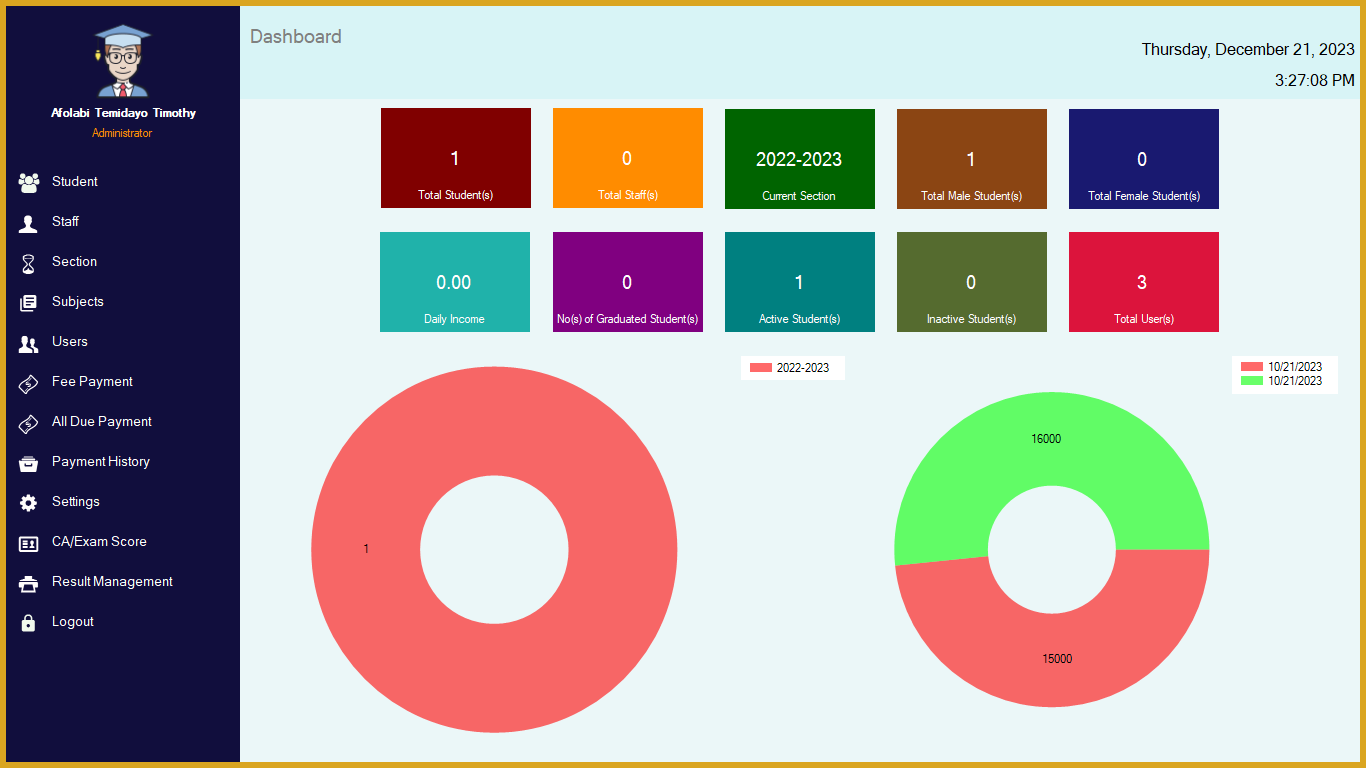 Afolabi Temidayo Timothy
Administrator
Student
Staff
Section
Subjects
Users
Fee Payment
All Due Payment
Payment History
Settings
CA/Exam Score
Result Management
Logout
Dashboard
Thursday, December 21, 2023
3:27:08 PM
1
Total Student(s)
0
Total Staff(s)
2022-2023
Current Section
1
Total Male Student(s)
0
Total Female Student(s)
0.00
Daily Income
0
No(s) of Graduated Student(s)
1
Active Student(s)
0
Inactive Student(s)
3
Total User(s)
2022-2023
1
10/21/2023
10/21/2023
16000
15000